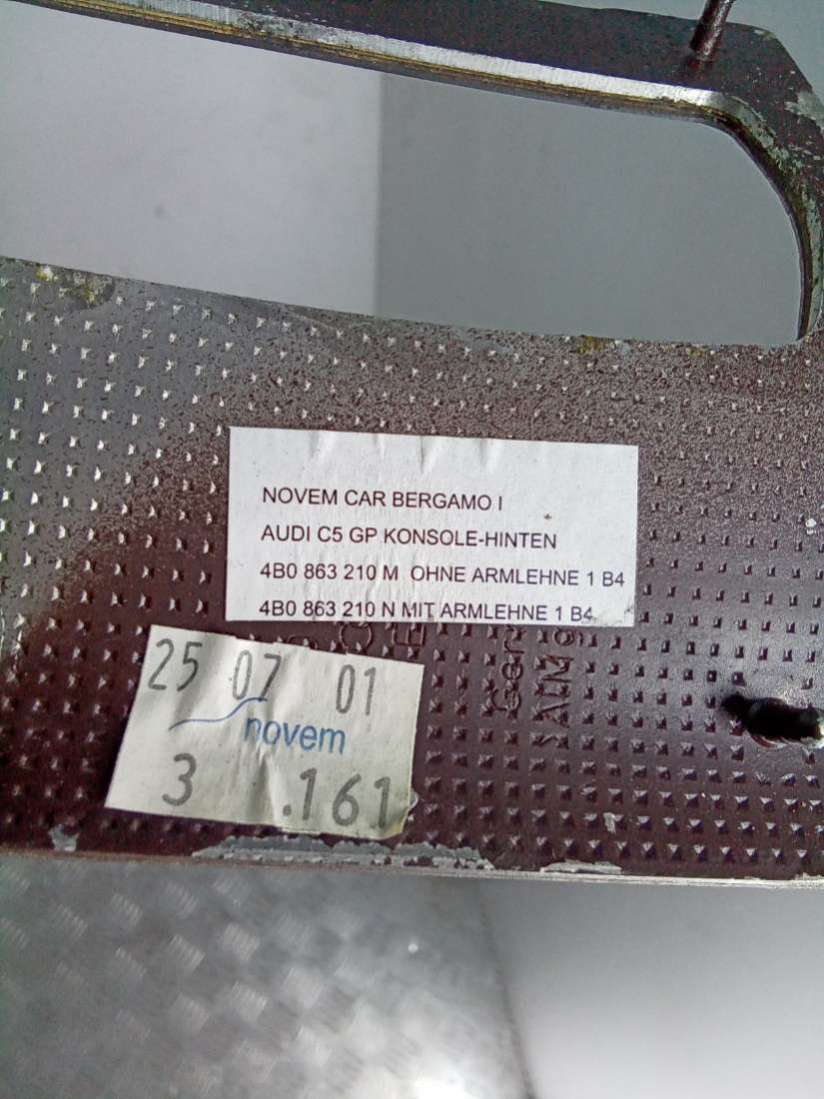 NOVEM CAR BERGAMO I
AUDI C5 GP KONSOLE-HINTEN
4B0 863 210 M OHNE ARMLEHNE 1 B4
4B0 863 210 N MIT ARMLEHNE 1 B4
25 07 01
novem
3 .161